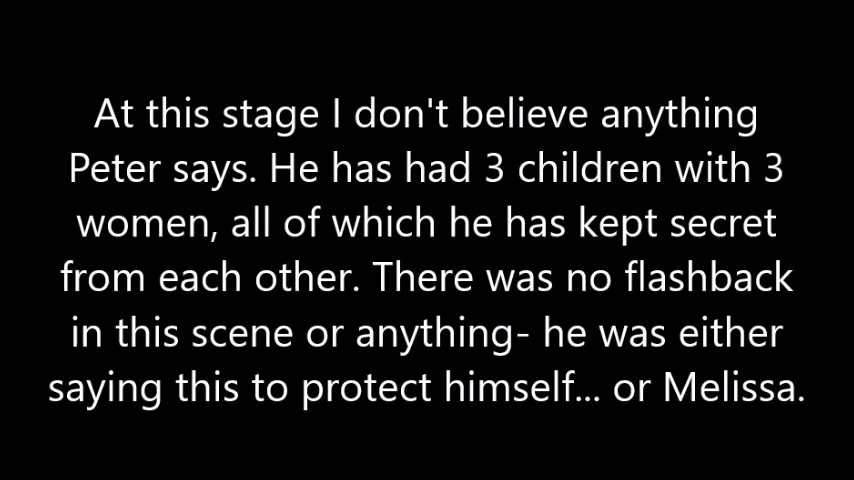 At this stage I don't believe anything
Peter says. He has had 3 children with 3
women, all of which he has kept secret
from each other. There was no flashback
in this scene or anything- he was either
saying this to protect himself... or Melissa.